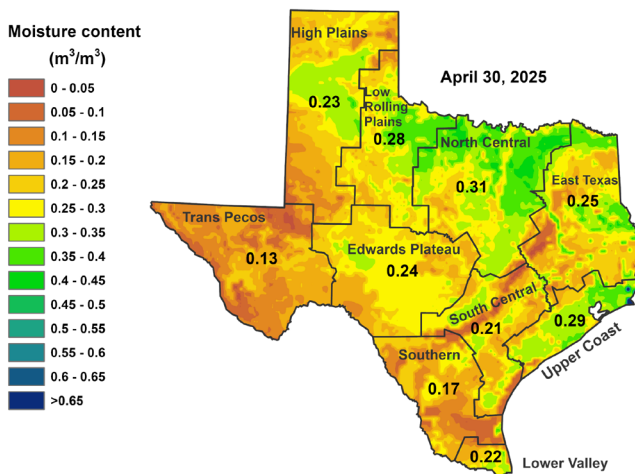 Moisture content
(m³/m³)
0 - 0.05
0.05 - 0.1
0.1 - 0.15
0.15 - 0.2
0.2 - 0.25
0.25 - 0.3
0.3 - 0.35
0.35 - 0.4
0.4 - 0.45
0.45 - 0.5
0.5 - 0.55
0.55 - 0.6
0.6 - 0.65
>0.65
April 30, 2025
High Plains
0.23
Low
Rolling
Plains
0.28
North Central
0.31
East Texas
0.25
Trans Pecos
0.13
Edwards Plateau
0.24
South Central
0.21
Upper Coast
0.29
Southern
0.17
0.22
Lower Valley